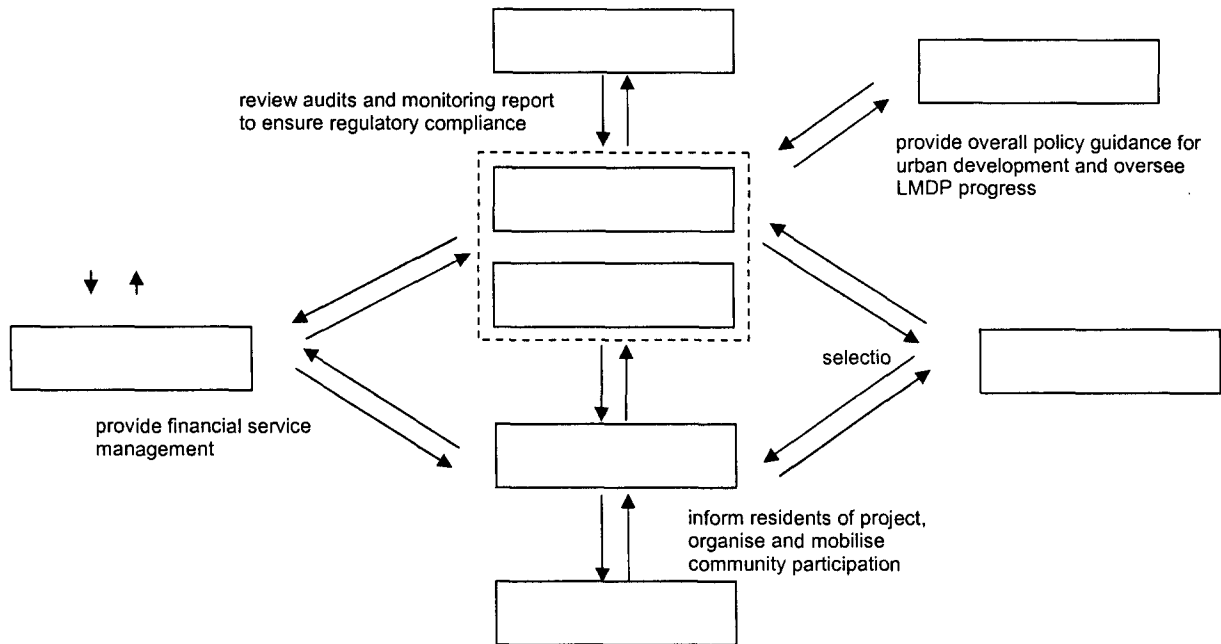 review audits and monitoring report
to ensure regulatory compliance
provide overall policy guidance for
urban development and oversee
LMDP progress
selectio
provide financial service
management
inform residents of project,
organise and mobilise
community participation